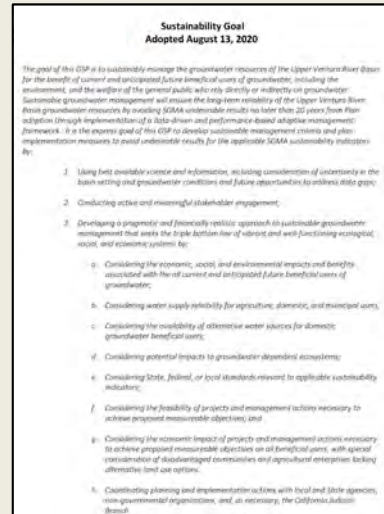 Sustainability Goal
Adopted August 13, 2020
The goal of this GSP is to sustainably manage the groundwater resources of the Upper Ventura River Basin
for the benefit of current and anticipated future beneficial users of groundwater, including the
environment, and the welfare of the general public who rely directly or indirectly on groundwater.
Sustainable groundwater management will ensure the long-term reliability of the Upper Ventura River
Basin groundwater resources by avoiding SGMA undesirable results no later than 20 years from Plan
adoption through implementation of a data-driven and performance-based adaptive management
framework. It is the express goal of this GSP to develop sustainable management criteria and plan
implementation measures to avoid undesirable results for the applicable SGMA sustainability indicators
by:
1. Using best available science and information, including consideration of uncertainty in the
basin setting and groundwater conditions and future opportunities to address data gaps;
2. Conducting active and meaningful stakeholder engagement;
3. Developing a pragmatic and financially realistic approach to sustainable groundwater
management that seeks the triple bottom line of vibrant and well-functioning ecological,
social, and economic systems by:
a. Considering the economic, social, and environmental impacts and benefits
associated with the all current and anticipated future beneficial users of
groundwater;
b. Considering water supply reliability for agriculture, domestic, and municipal users;
c. Considering the availability of alternative water sources for domestic
groundwater beneficial users;
d. Considering potential impacts to groundwater dependent ecosystems;
e. Considering State, federal, or local standards relevant to applicable sustainability
indicators;
f. Considering the feasibility of projects and management actions necessary to
achieve proposed measureable objectives; and
g. Considering the economic impact of projects and management actions necessary
to achieve proposed measureable objectives on all beneficial users, with special
consideration of disadvantaged communities and agricultural enterprises lacking
alternative land use options.
h. Coordinating planning and implementation actions with local and State agencies,
non-governmental organizations, and, as necessary, the California Judicial
Branch